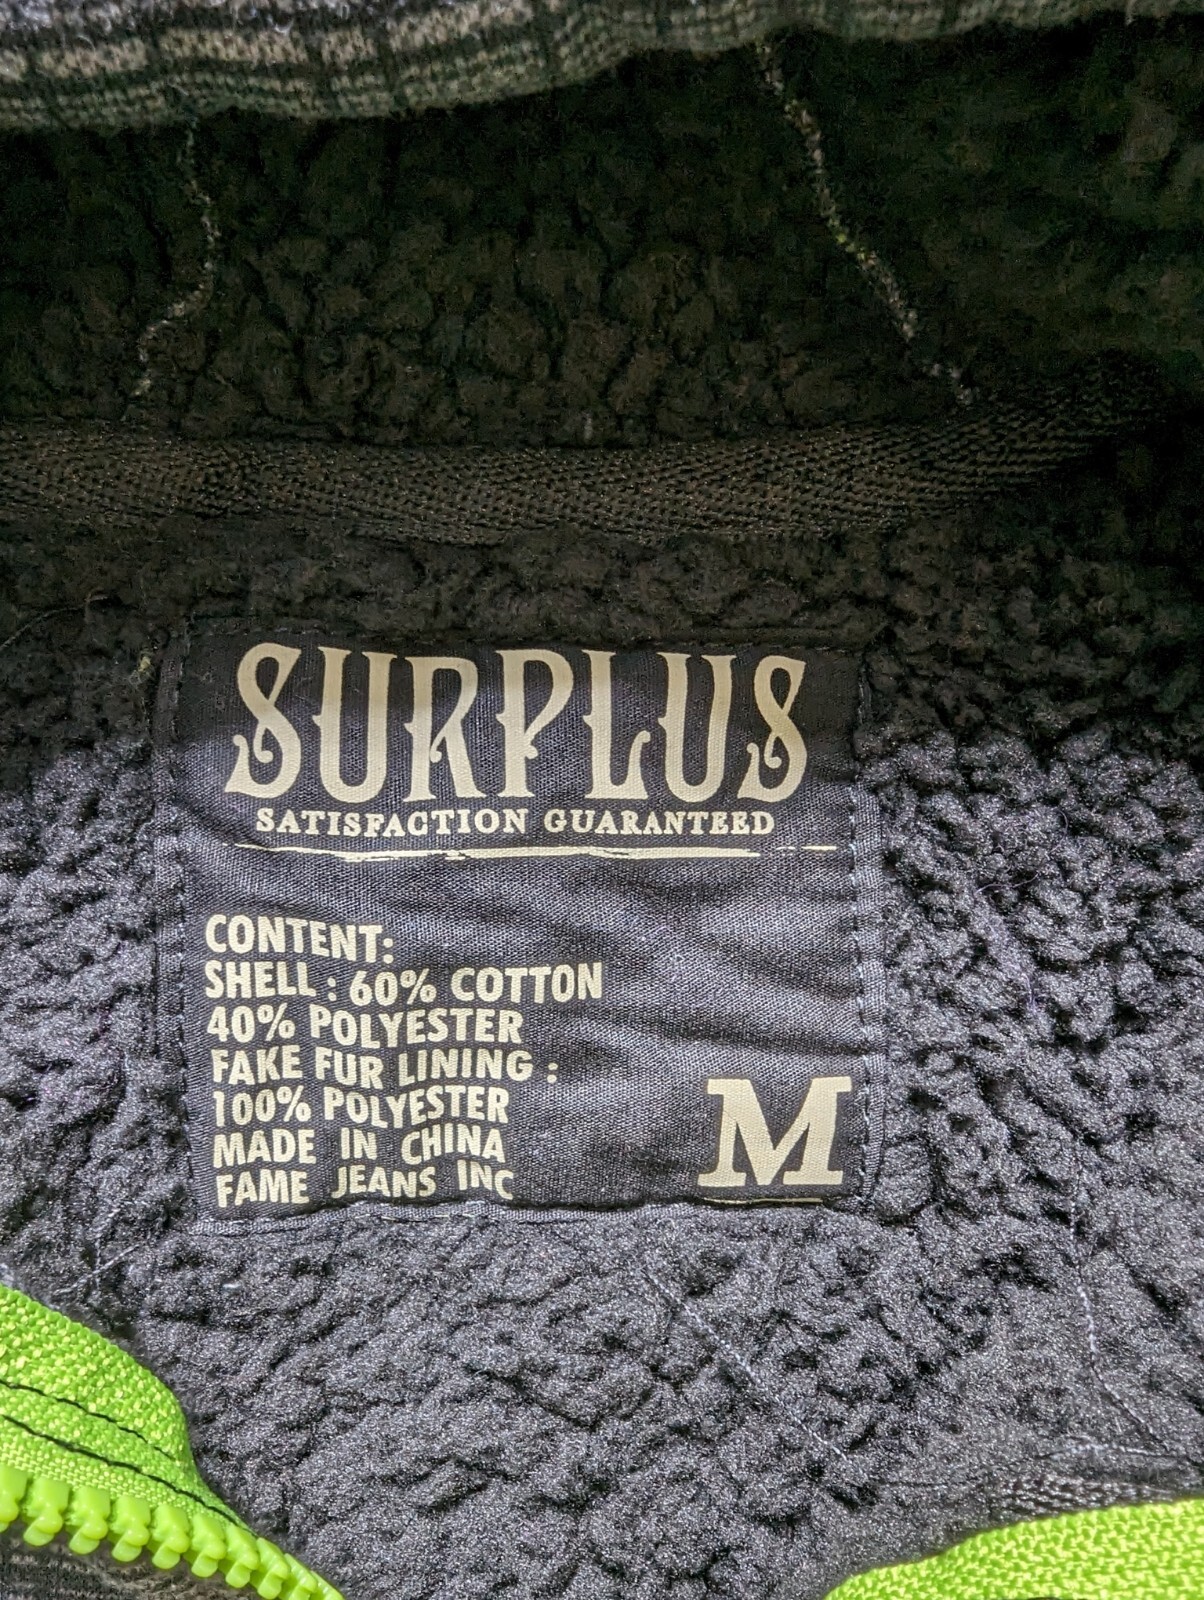 SURPLUS
SATISFACTION GUARANTEED
CONTENT:
SHELL : 60% COTTON
40% POLYESTER
FAKE FUR LINING :
100% POLYESTER
MADE IN CHINA
FAME JEANS INC
M